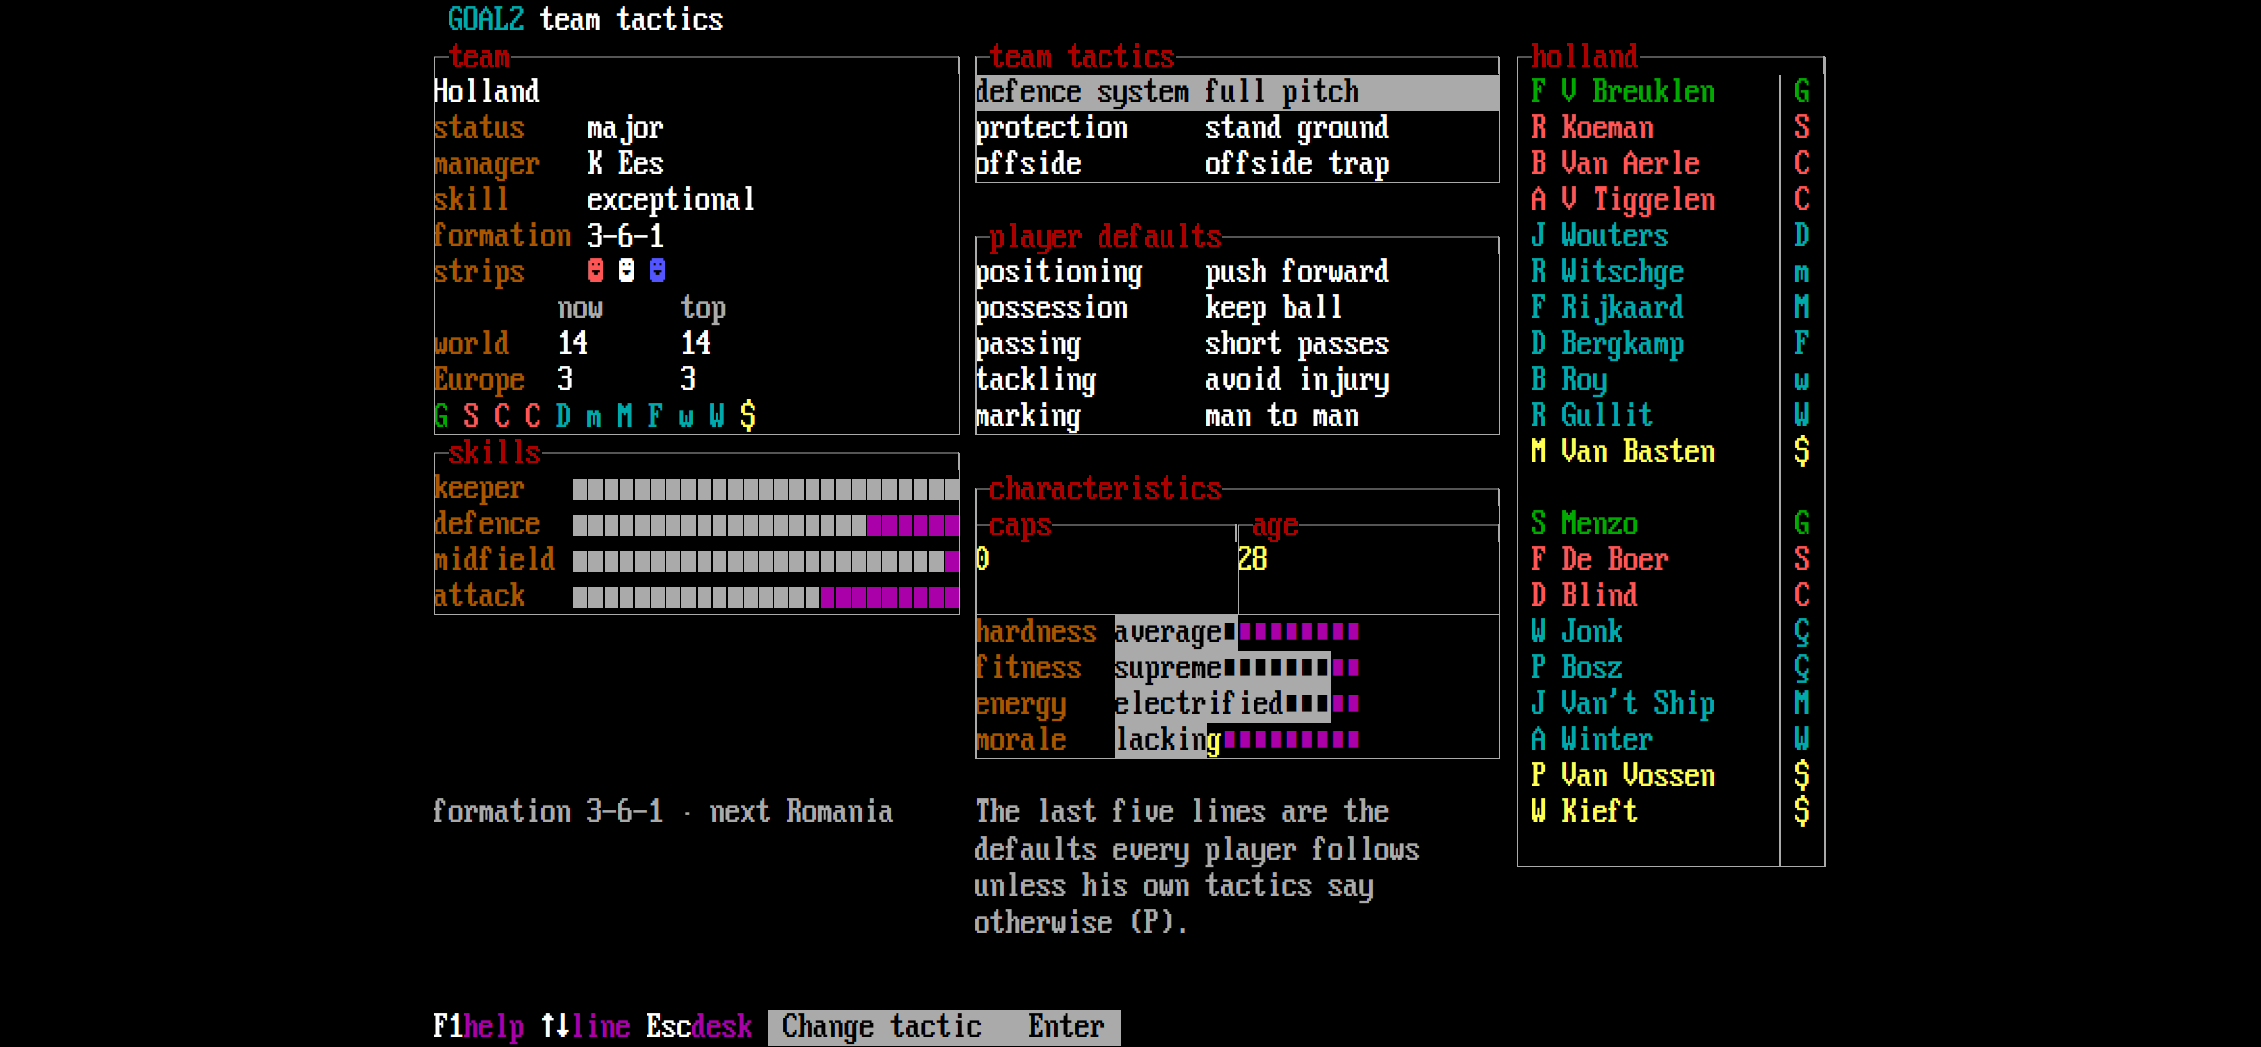 GOAL2 team tactics
team
Holland
status major
manager K Ees
skill exceptional
formation 3-6-1
strips
now top
world 14 14
Europe 3 3
G S C C D m M F w W $
skills
keeper
defence
midfield
attack
formation 3-6-1 · next Romania
team tactics
defence system full pitch
protection stand ground
offside offside trap
player defaults
positioning push forward
possession keep ball
passing short passes
tackling avoid injury
marking man to man
characteristics
caps age
0 28
hardness average
fitness supreme
energy electrified
morale lacking
The last five lines are the
defaults every player follows
unless his own tactics say
otherwise (P).
holland
F V Breuklen G
R Koeman S
B Van Aerle C
A V Tiggelen C
J Wouters D
R Witschge m
F Rijkaard M
D Bergkamp F
B Roy w
R Gullit W
M Van Basten $
S Menzo G
F De Boer S
D Blind C
W Jonk Ç
P Bosz Ç
J Van't Ship M
A Winter W
P Van Vossen $
W Kieft $
F1help ↑↓line Escdesk Change tactic Enter